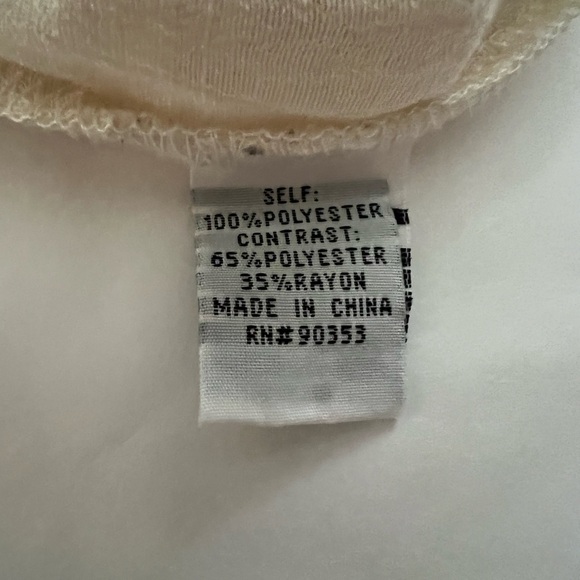 SELF:
100%POLYESTER
CONTRAST:
65%POLYESTER
35%RAYON
MADE IN CHINA
RN#90353